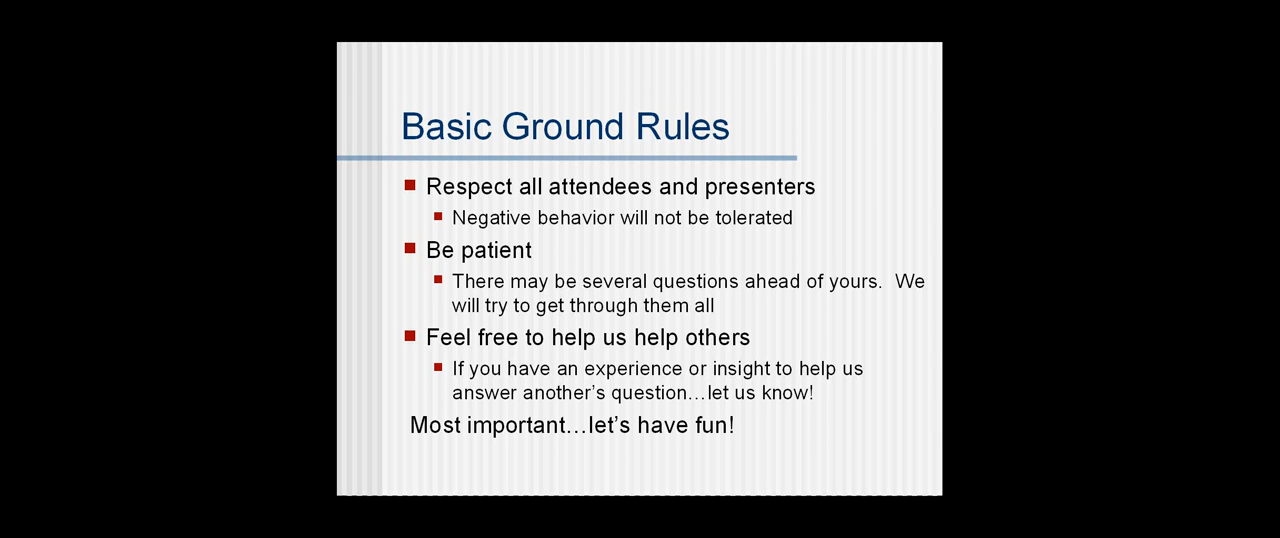 Basic Ground Rules
Respect all attendees and presenters
Negative behavior will not be tolerated
Be patient
There may be several questions ahead of yours.  We
will try to get through them all
Feel free to help us help others
If you have an experience or insight to help us
answer another’s question…let us know!
Most important…let’s have fun!